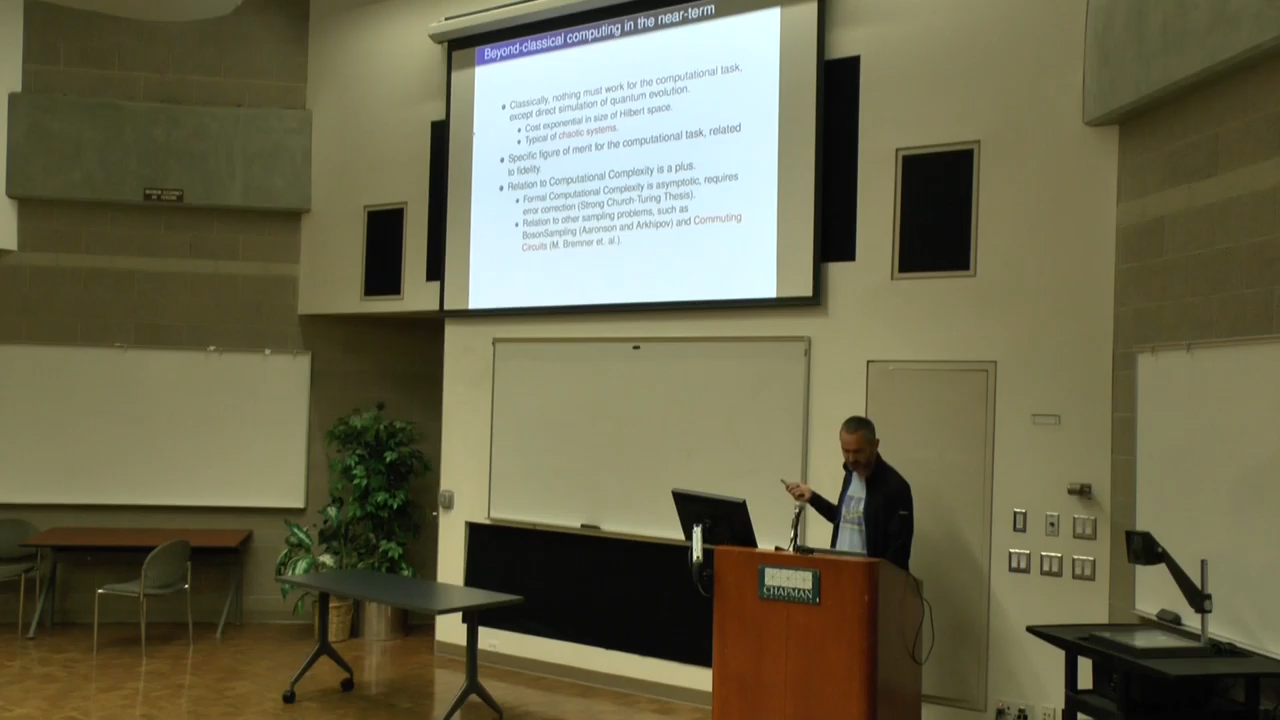 Beyond-classical computing in the near-term
Classically, nothing must work for the computational task,
except direct simulation of quantum evolution.
Cost exponential in size of Hilbert space.
Typical of chaotic systems.
Specific figure of merit for the computational task, related
to fidelity.
Relation to Computational Complexity is a plus.
Formal Computational Complexity is asymptotic, requires
error correction (Strong Church-Turing Thesis).
Relation to other sampling problems, such as
BosonSampling (Aaronson and Arkhipov) and Commuting
Circuits (M. Bremner et. al.).
CHAPMAN
UNIVERSITY